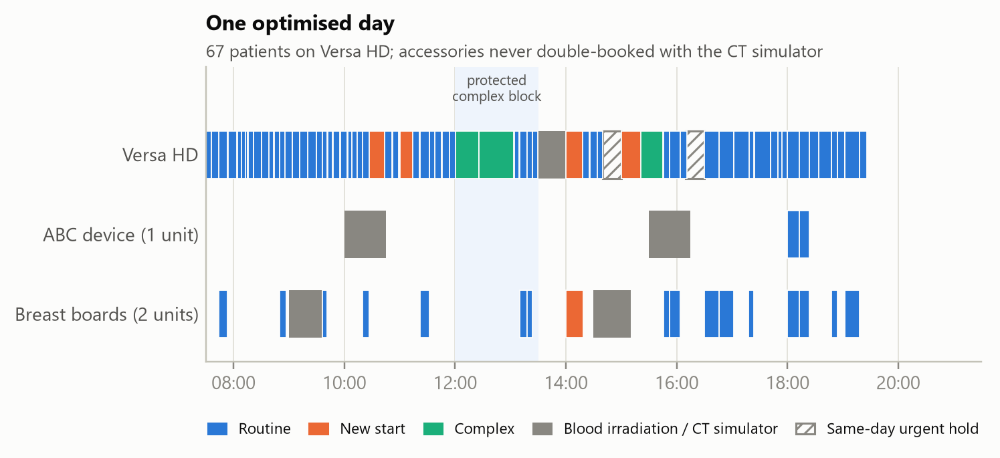 One optimised day
67 patients on Versa HD; accessories never double-booked with the CT simulator
protected
complex block
Versa HD
ABC device (1 unit)
Breast boards (2 units)
08:00 10:00 12:00 14:00 16:00 18:00 20:00
Routine New start Complex Blood irradiation / CT simulator Same-day urgent hold